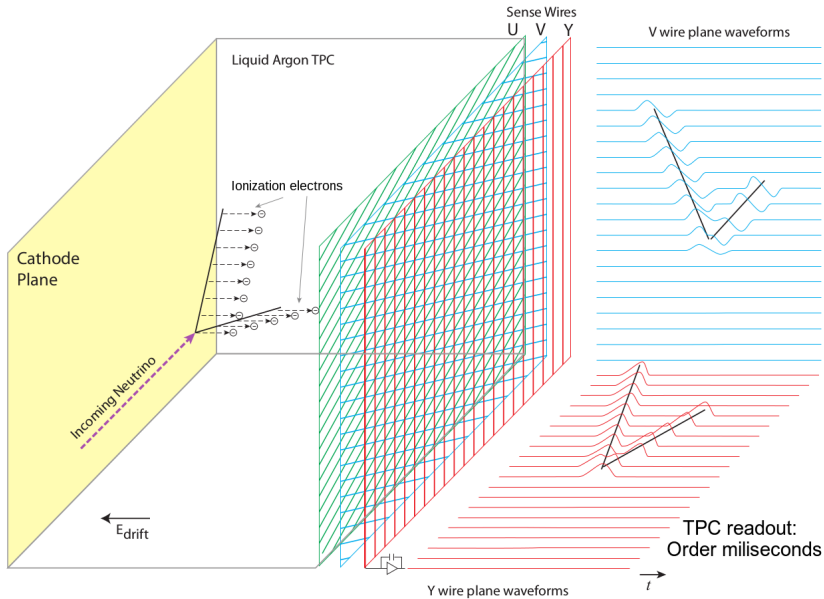 Sense Wires
U V Y
V wire plane waveforms
Liquid Argon TPC
Ionization electrons
Cathode
Plane
Incoming Neutrino
Edrift
TPC readout:
Order miliseconds
t
Y wire plane waveforms